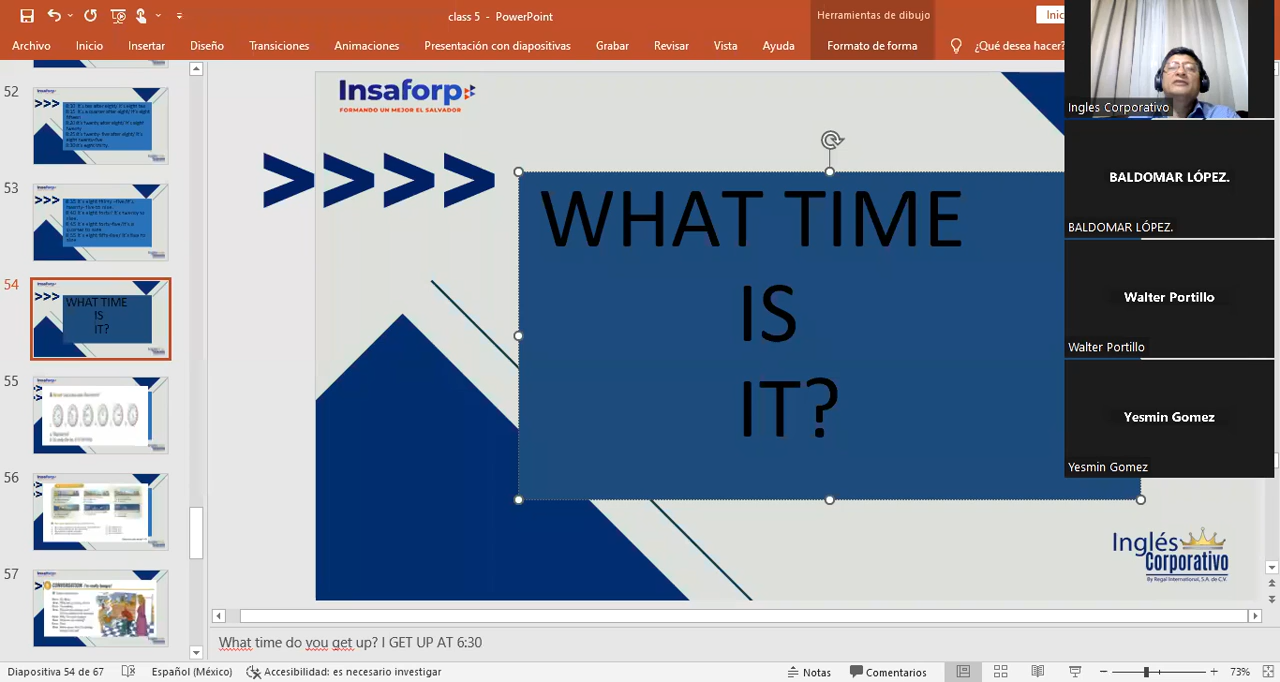 class 5 - PowerPoint
Herramientas de dibujo
Inic
Archivo
Inicio
Insertar
Diseño
Transiciones
Animaciones
Presentación con diapositivas
Grabar
Revisar
Vista
Ayuda
Formato de forma
¿Qué desea hacer?
52
53
54
WHAT TIME
IS
IT?
55
56
57
CONVERSATION
Insaforp
FORMANDO UN MEJOR EL SALVADOR
>>>>
WHAT TIME
IS
IT?
Inglés
Corporativo
By Regal International, S.A. de C.V.
Ingles Corporativo
BALDOMAR LÓPEZ.
BALDOMAR LÓPEZ.
Walter Portillo
Walter Portillo
Yesmin Gomez
Yesmin Gomez
What time do you get up? I GET UP AT 6:30
Diapositiva 54 de 67
Español (México)
Accesibilidad: es necesario investigar
Notas
Comentarios
73%